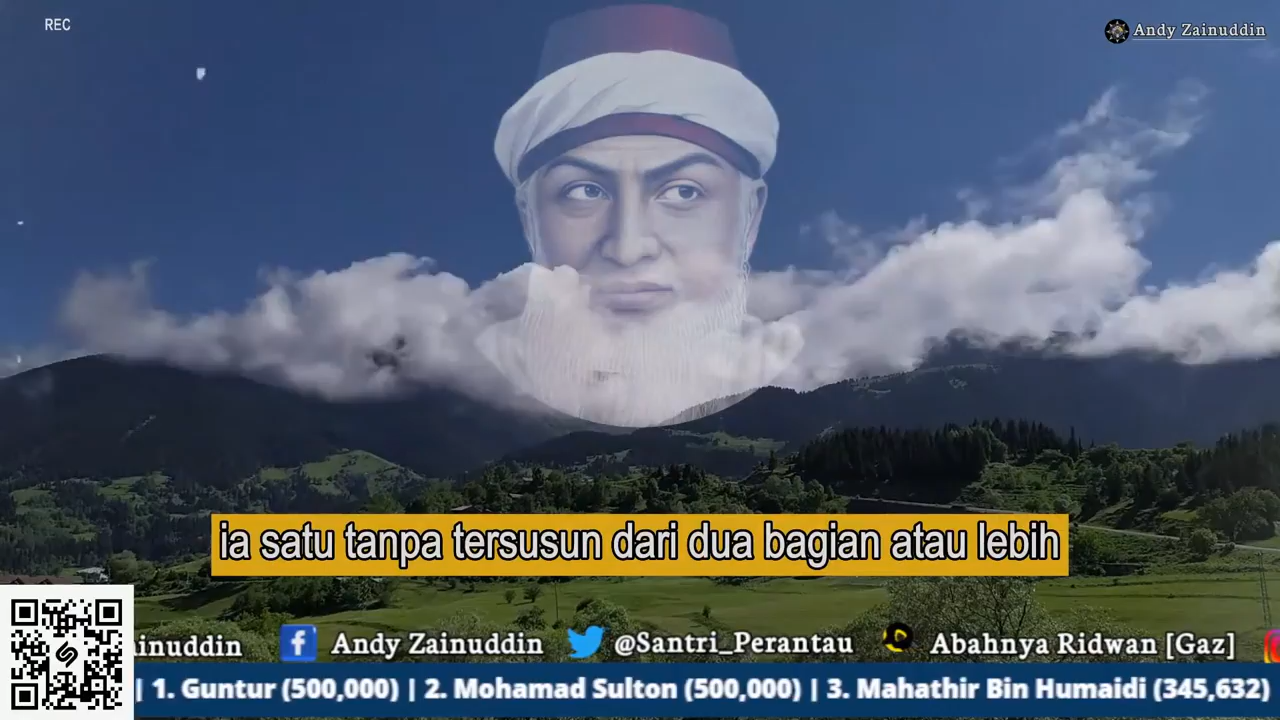 REC
Andy Zainuddin
ia satu tanpa tersusun dari dua bagian atau lebih
ainuddin Andy Zainuddin @Santri_Perantau Abahnya Ridwan [Gaz]
| 1. Guntur (500,000) | 2. Mohamad Sulton (500,000) | 3. Mahathir Bin Humaidi (345,632)